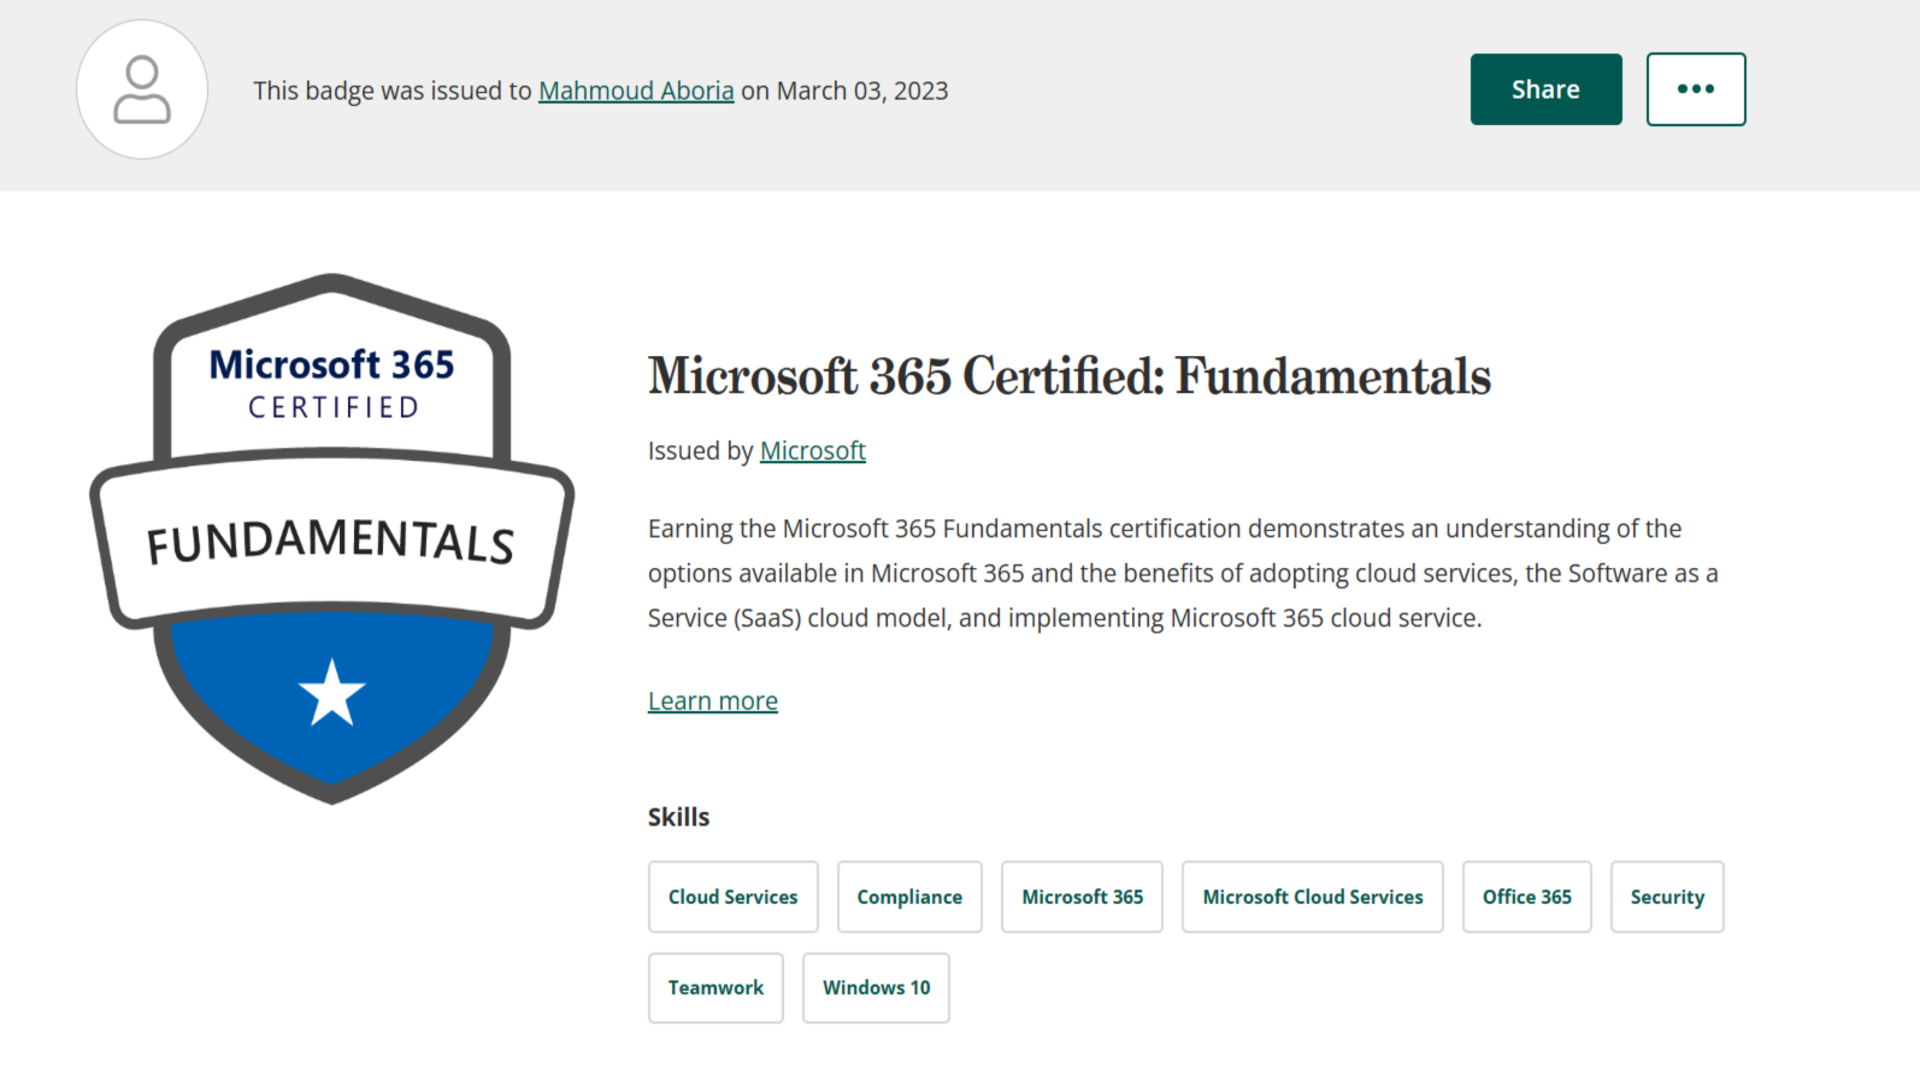 This badge was issued to Mahmoud Aboria on March 03, 2023
Share
Microsoft 365
CERTIFIED
FUNDAMENTALS
Microsoft 365 Certified: Fundamentals
Issued by Microsoft
Earning the Microsoft 365 Fundamentals certification demonstrates an understanding of the
options available in Microsoft 365 and the benefits of adopting cloud services, the Software as a
Service (SaaS) cloud model, and implementing Microsoft 365 cloud service.
Learn more
Skills
Cloud Services Compliance Microsoft 365 Microsoft Cloud Services Office 365 Security
Teamwork Windows 10